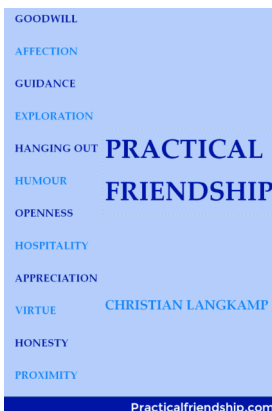 GOODWILL
AFFECTION
GUIDANCE
EXPLORATION
HANGING OUT
HUMOUR
OPENNESS
HOSPITALITY
APPRECIATION
VIRTUE
HONESTY
PROXIMITY
PRACTICAL
FRIENDSHIP
CHRISTIAN LANGKAMP
Practicalfriendship.com